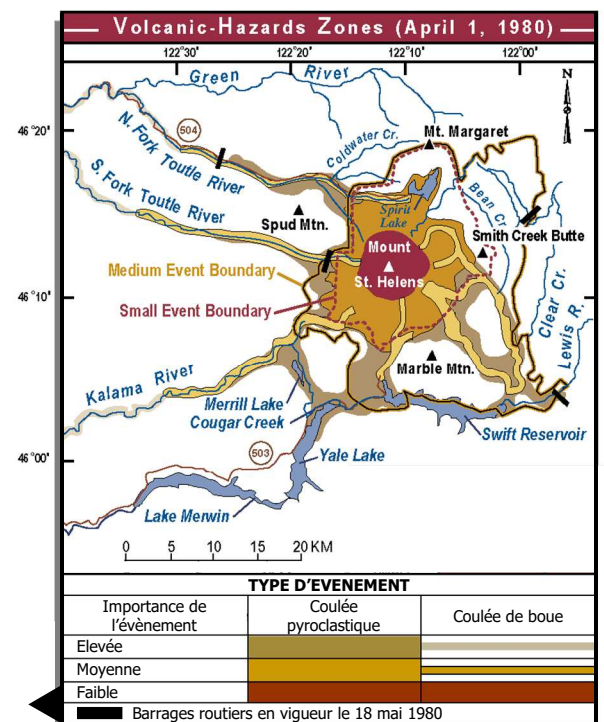 Volcanic-Hazards Zones (April 1, 1980)
122°30' 122°20' 122°10' 122°00'
Green River
N
46°20'
504
N. Fork Toutle River
Coldwater Cr.
Mt. Margaret
S. Fork Toutle River
Bean Cr.
Spirit
Lake
Spud Mtn.
Smith Creek Butte
Mount
St. Helens
Medium Event Boundary
Small Event Boundary
46°10'
Clear Cr.
Lewis R.
Kalama River
Marble Mtn.
Merrill Lake
Cougar Creek
Swift Reservoir
46°00'
503
Yale Lake
Lake Merwin
0 5 10 15 20 KM
TYPE D'EVENEMENT
Importance de
l'évènement
Coulée
pyroclastique
Coulée de boue
Elevée
Moyenne
Faible
Barrages routiers en vigueur le 18 mai 1980